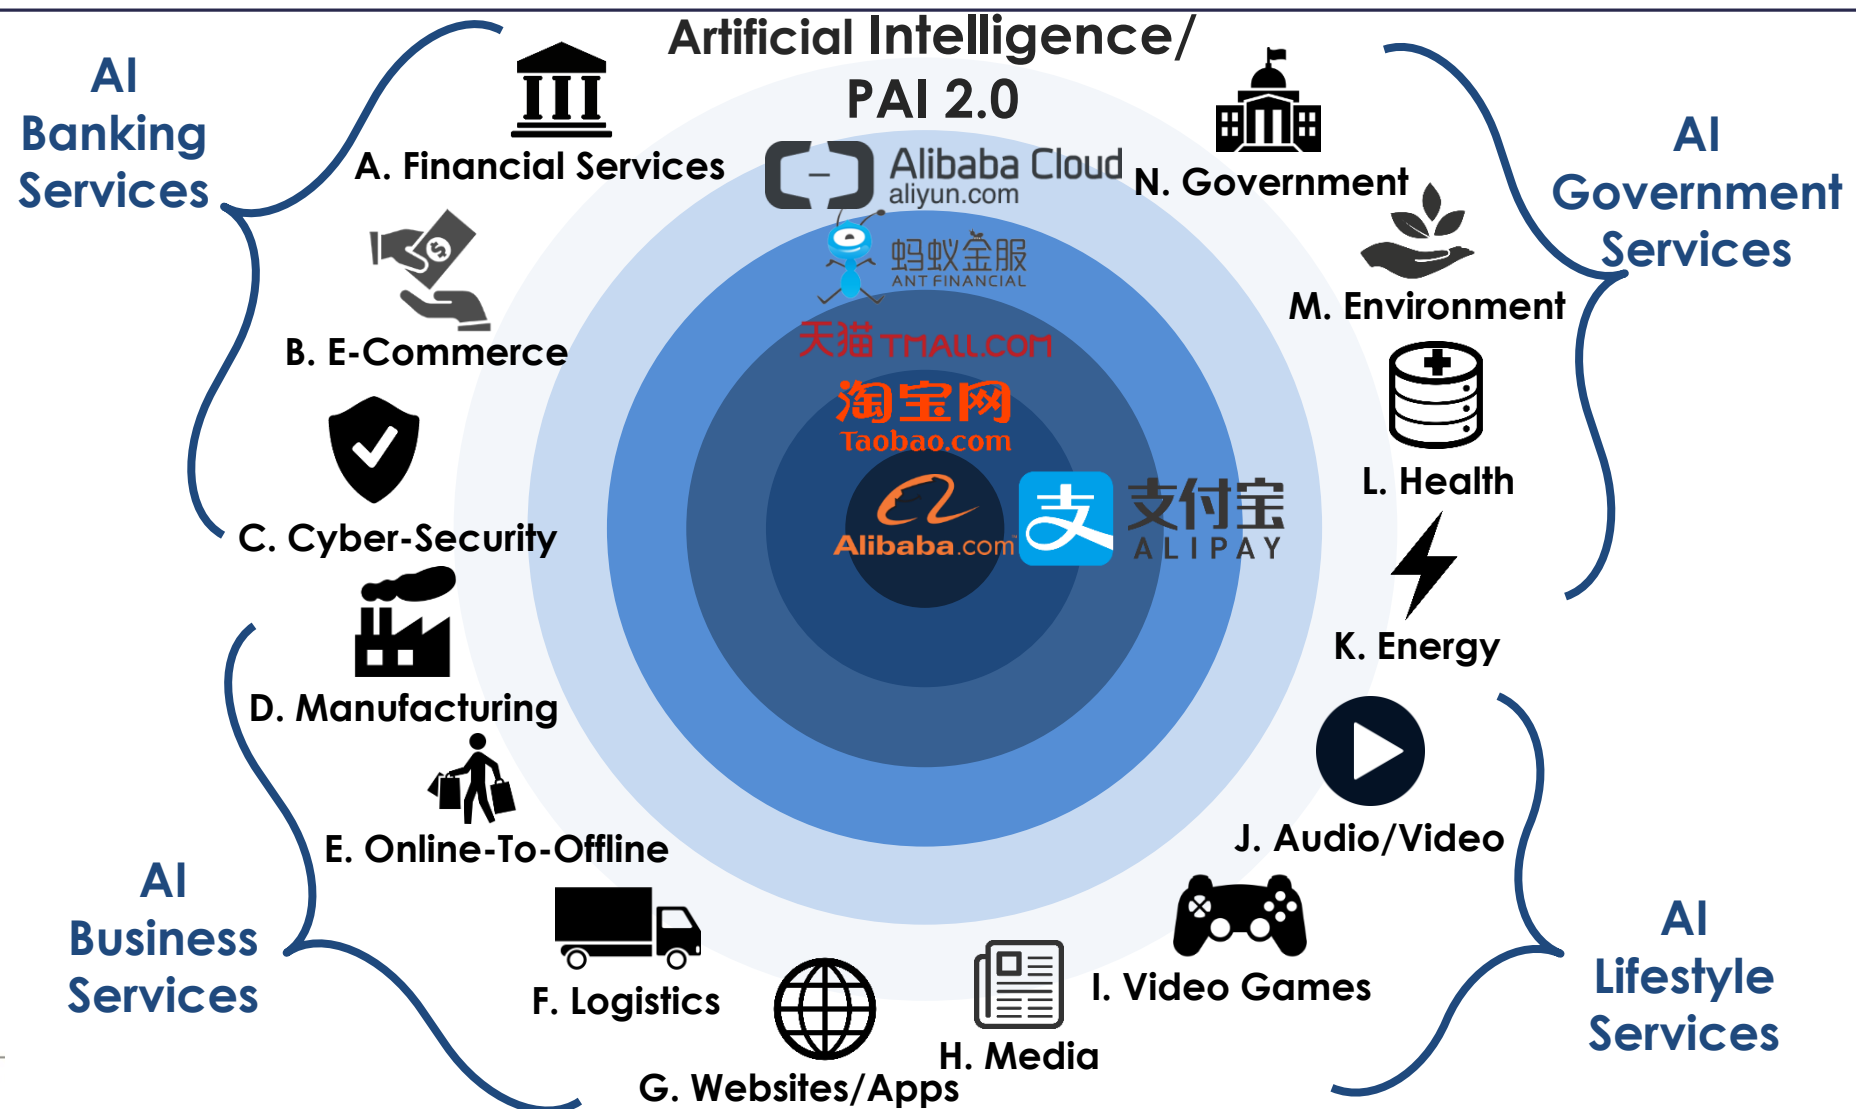 Artificial Intelligence/
PAI 2.0
AI
Banking
Services
A. Financial Services
B. E-Commerce
C. Cyber-Security
AI
Business
Services
D. Manufacturing
E. Online-To-Offline
F. Logistics
G. Websites/Apps
H. Media
I. Video Games
J. Audio/Video
AI
Lifestyle
Services
K. Energy
L. Health
M. Environment
N. Government
AI
Government
Services
Alibaba Cloud
aliyun.com
蚂蚁金服
ANT FINANCIAL
天猫 TMALL.COM
淘宝网
Taobao.com
Alibaba.com
支
支付宝
ALIPAY